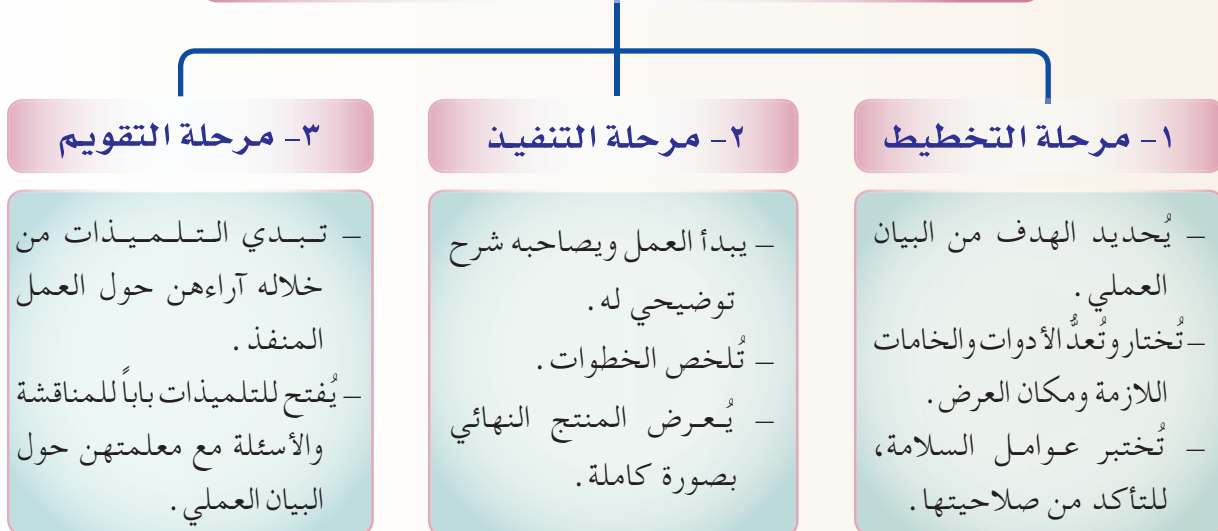 ١- مرحلة التخطيط
– يُحديد الهدف من البيان
العملي.
– تُختار وتُعدُّ الأدوات والخامات
اللازمة ومكان العرض.
– تُختبر عوامل السلامة،
للتأكد من صلاحيتها.
٢- مرحلة التنفيذ
– يبدأ العمل ويصاحبه شرح
توضيحي له.
– تُلخص الخطوات.
– يُعرض المنتج النهائي
بصورة كاملة.
٣- مرحلة التقويم
– تبدي التلميذات من
خلاله آراءهن حول العمل
المنفذ.
– يُفتح للتلميذات باباً للمناقشة
والأسئلة مع معلمتهن حول
البيان العملي.